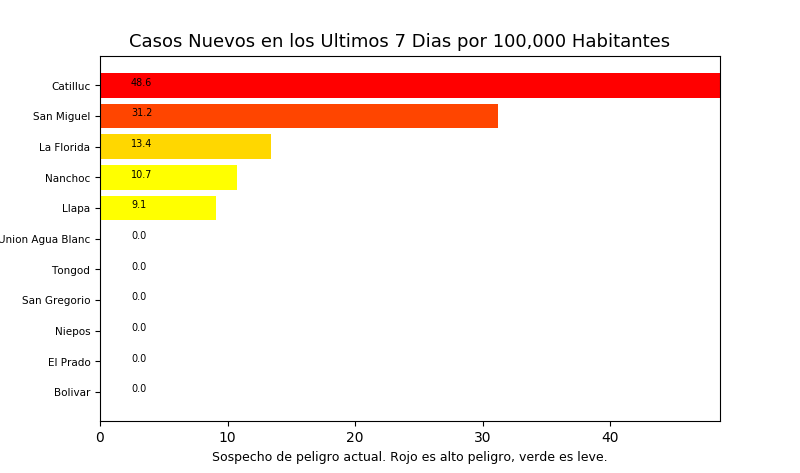 Casos Nuevos en los Ultimos 7 Dias por 100,000 Habitantes
Catilluc 48.6
San Miguel 31.2
La Florida 13.4
Nanchoc 10.7
Llapa 9.1
Union Agua Blanc 0.0
Tongod 0.0
San Gregorio 0.0
Niepos 0.0
El Prado 0.0
Bolivar 0.0
0 10 20 30 40
Sospecho de peligro actual. Rojo es alto peligro, verde es leve.